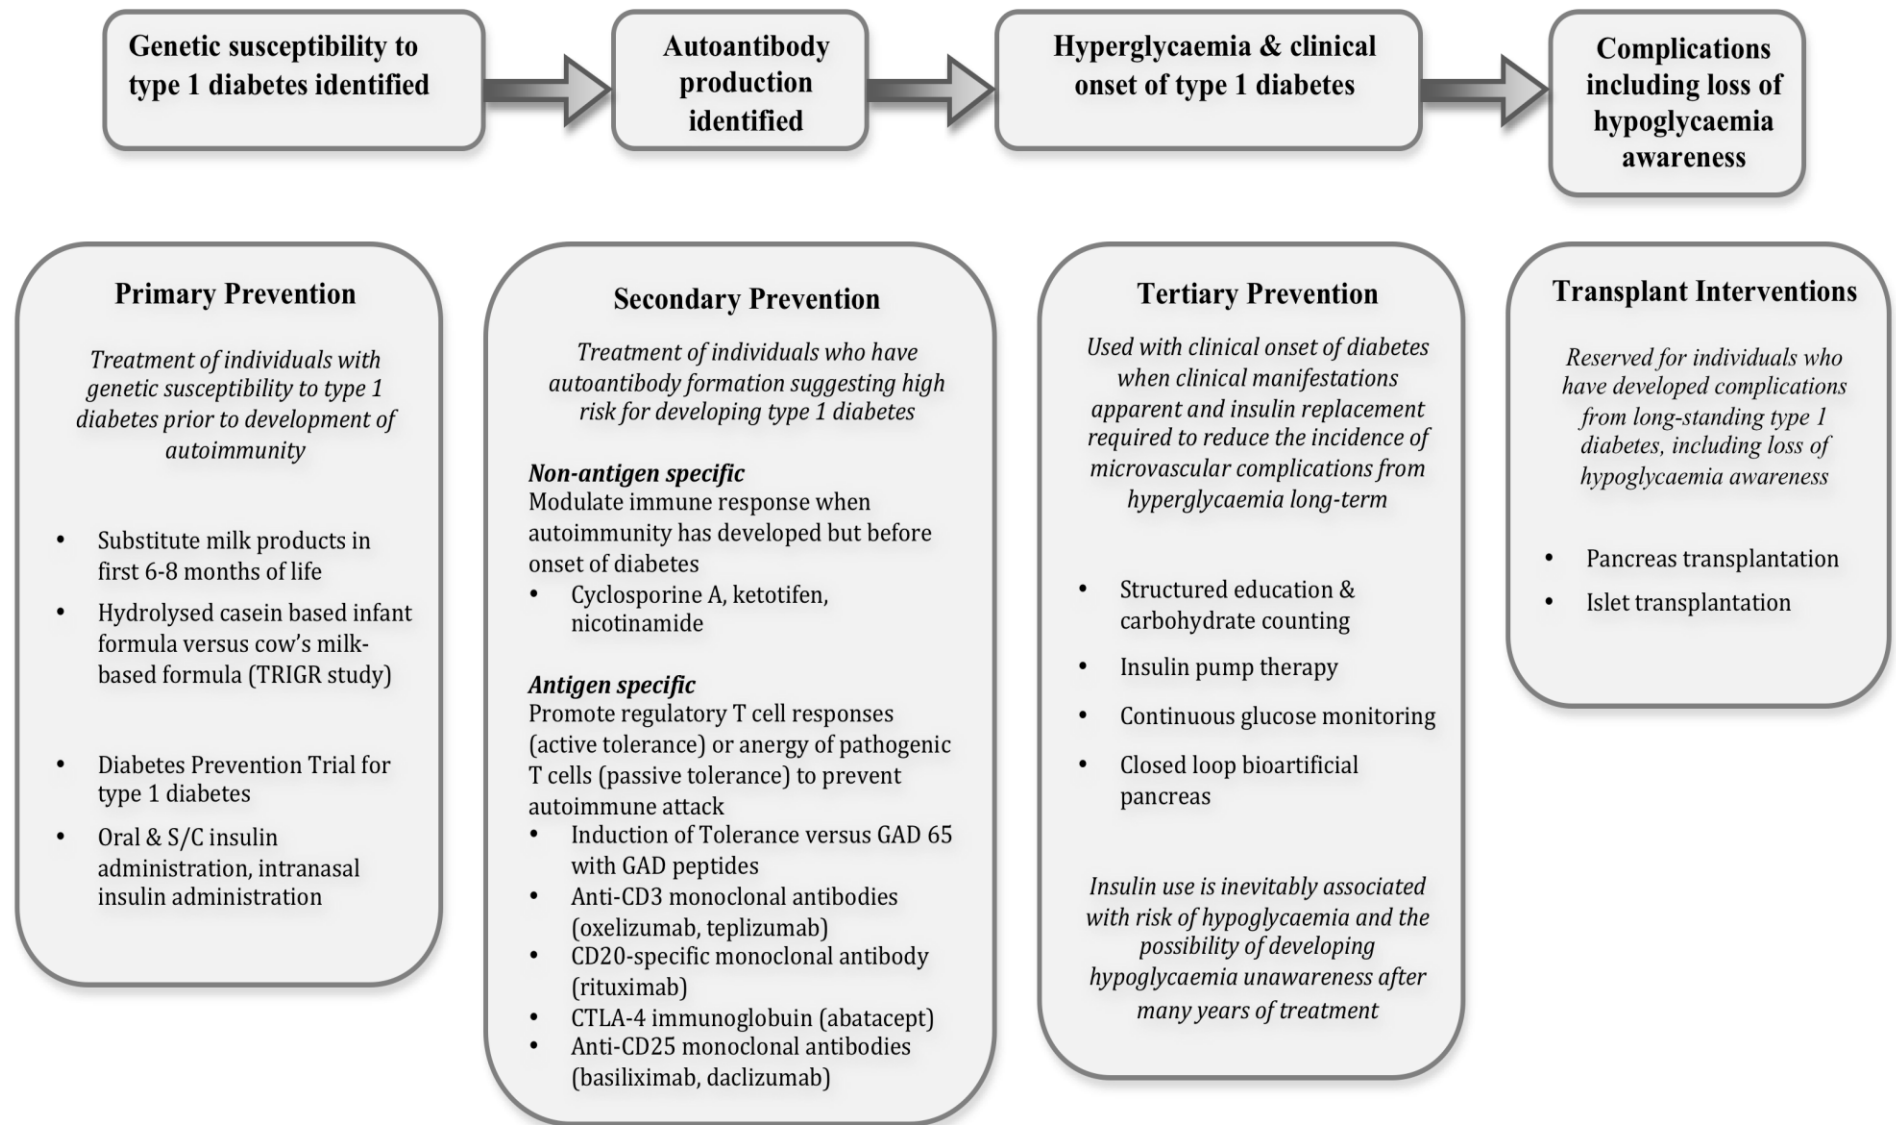 Genetic susceptibility to
type 1 diabetes identified
Autoantibody
production
identified
Hyperglycaemia & clinical
onset of type 1 diabetes
Complications
including loss of
hypoglycaemia
awareness
Primary Prevention
Treatment of individuals with
genetic susceptibility to type 1
diabetes prior to development of
autoimmunity
• Substitute milk products in
first 6-8 months of life
• Hydrolysed casein based infant
formula versus cow's milk-
based formula (TRIGR study)
• Diabetes Prevention Trial for
type 1 diabetes
• Oral & S/C insulin
administration, intranasal
insulin administration
Secondary Prevention
Treatment of individuals who have
autoantibody formation suggesting high
risk for developing type 1 diabetes
Non-antigen specific
Modulate immune response when
autoimmunity has developed but before
onset of diabetes
• Cyclosporine A, ketotifen,
nicotinamide
Antigen specific
Promote regulatory T cell responses
(active tolerance) or anergy of pathogenic
T cells (passive tolerance) to prevent
autoimmune attack
• Induction of Tolerance versus GAD 65
with GAD peptides
• Anti-CD3 monoclonal antibodies
(oxelizumab, teplizumab)
• CD20-specific monoclonal antibody
(rituximab)
• CTLA-4 immunoglobuin (abatacept)
• Anti-CD25 monoclonal antibodies
(basiliximab, daclizumab)
Tertiary Prevention
Used with clinical onset of diabetes
when clinical manifestations
apparent and insulin replacement
required to reduce the incidence of
microvascular complications from
hyperglycaemia long-term
• Structured education &
carbohydrate counting
• Insulin pump therapy
• Continuous glucose monitoring
• Closed loop bioartificial
pancreas
Insulin use is inevitably associated
with risk of hypoglycaemia and the
possibility of developing
hypoglycaemia unawareness after
many years of treatment
Transplant Interventions
Reserved for individuals who
have developed complications
from long-standing type 1
diabetes, including loss of
hypoglycaemia awareness
• Pancreas transplantation
• Islet transplantation